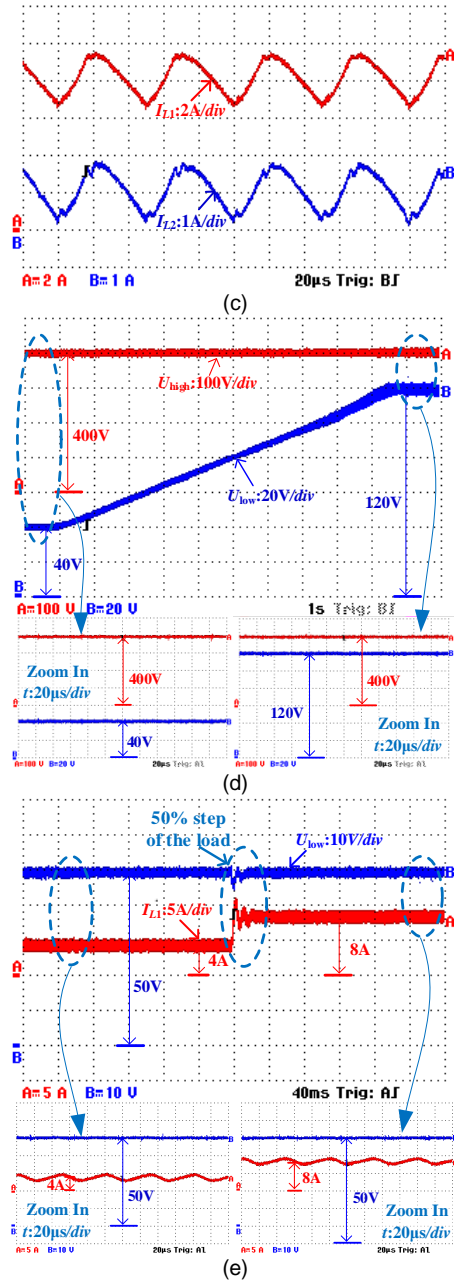 A
I_L1:2A/div
B
I_L2:1A/div
A
B
A=2 A B=1 A 20µs Trig: B⌠
(c)
A
U_high:100V/div
B
400V
A
U_low:20V/div
120V
40V
B
A=100 V B=20 V 1s Trig: B⌠
A
Zoom In
t:20µs/div
400V
B
A
40V
B
A=100 V B=20 V 20µs Trig: A⌠
A
B
400V
120V
A
Zoom In
t:20µs/div
B
A=100 V B=20 V 20µs Trig: A⌠
(d)
50% step
of the load
U_low:10V/div
B
I_L1:5A/div
A
A
4A
8A
50V
B
A=5 A B=10 V 40ms Trig: A⌠
B
A
4A
A
50V
Zoom In
t:20µs/div
B
A=5 A B=10 V 20µs Trig: A⌠
B
A
8A
A
50V
Zoom In
t:20µs/div
B
A=5 A B=10 V 20µs Trig: A⌠
(e)